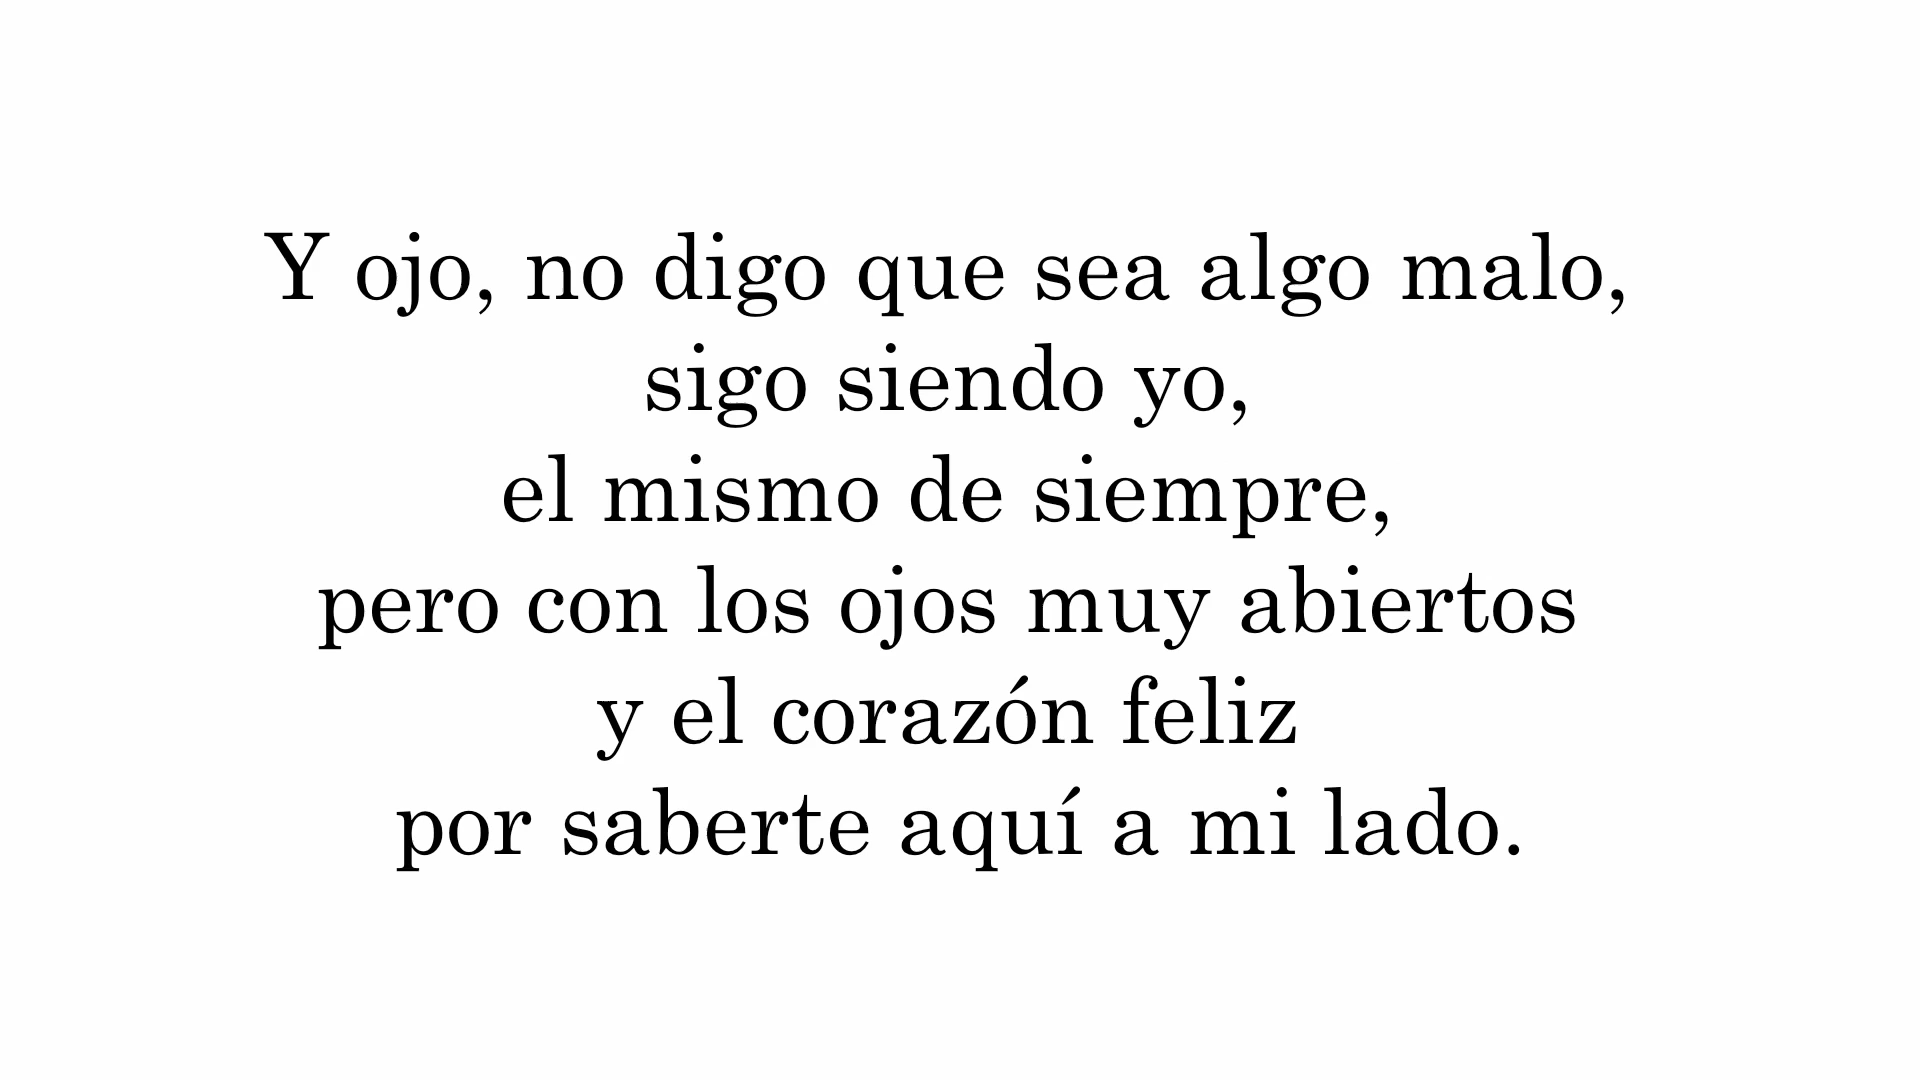 Y ojo, no digo que sea algo malo,
sigo siendo yo,
el mismo de siempre,
pero con los ojos muy abiertos
y el corazón feliz
por saberte aquí a mi lado.